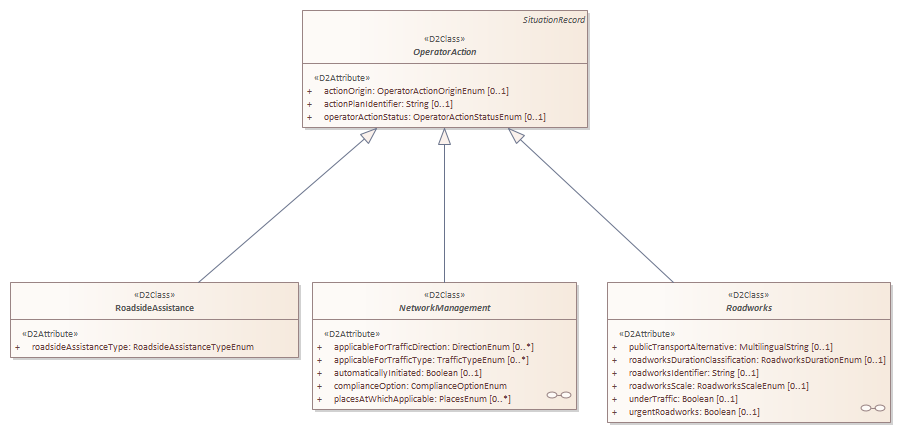 SituationRecord
«D2Class»
OperatorAction
«D2Attribute»
+ actionOrigin: OperatorActionOriginEnum [0..1]
+ actionPlanIdentifier: String [0..1]
+ operatorActionStatus: OperatorActionStatusEnum [0..1]
«D2Class»
RoadsideAssistance
«D2Attribute»
+ roadsideAssistanceType: RoadsideAssistanceTypeEnum
«D2Class»
NetworkManagement
«D2Attribute»
+ applicableForTrafficDirection: DirectionEnum [0..*]
+ applicableForTrafficType: TrafficTypeEnum [0..*]
+ automaticallyInitiated: Boolean [0..1]
+ complianceOption: ComplianceOptionEnum
+ placesAtWhichApplicable: PlacesEnum [0..*]
«D2Class»
Roadworks
«D2Attribute»
+ publicTransportAlternative: MultilingualString [0..1]
+ roadworksDurationClassification: RoadworksDurationEnum [0..1]
+ roadworksIdentifier: String [0..1]
+ roadworksScale: RoadworksScaleEnum [0..1]
+ underTraffic: Boolean [0..1]
+ urgentRoadworks: Boolean [0..1]